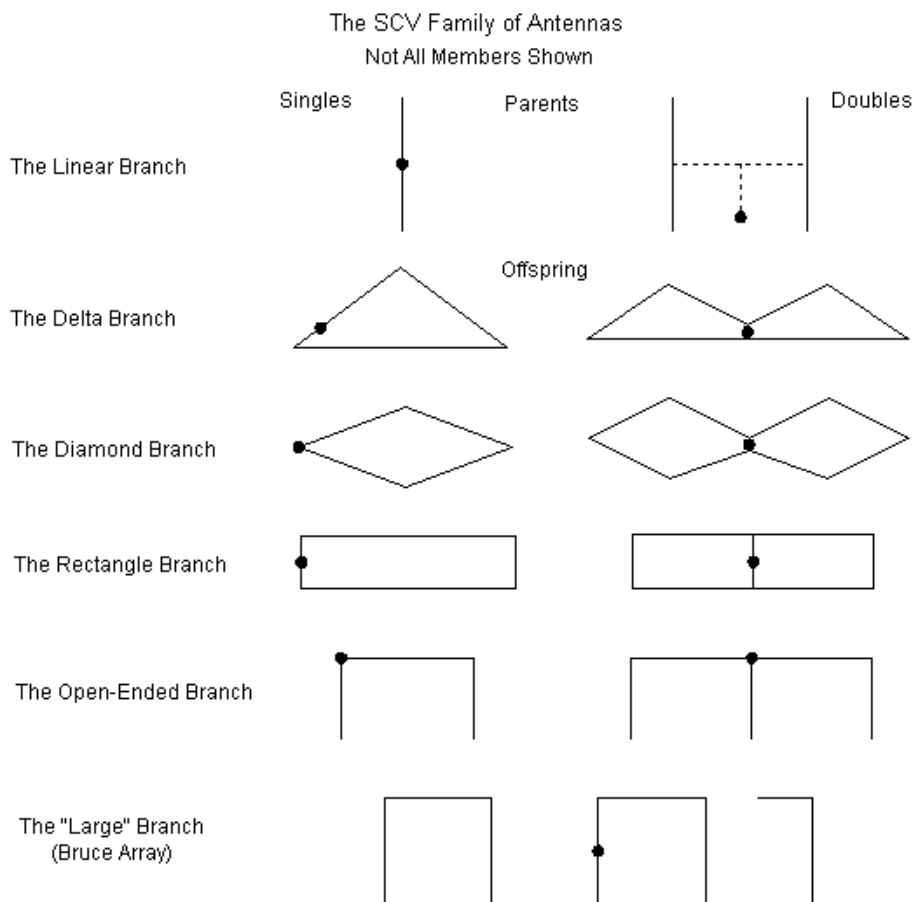 The SCV Family of Antennas
Not All Members Shown
Singles
Parents
Doubles
The Linear Branch
Offspring
The Delta Branch
The Diamond Branch
The Rectangle Branch
The Open-Ended Branch
The "Large" Branch
(Bruce Array)